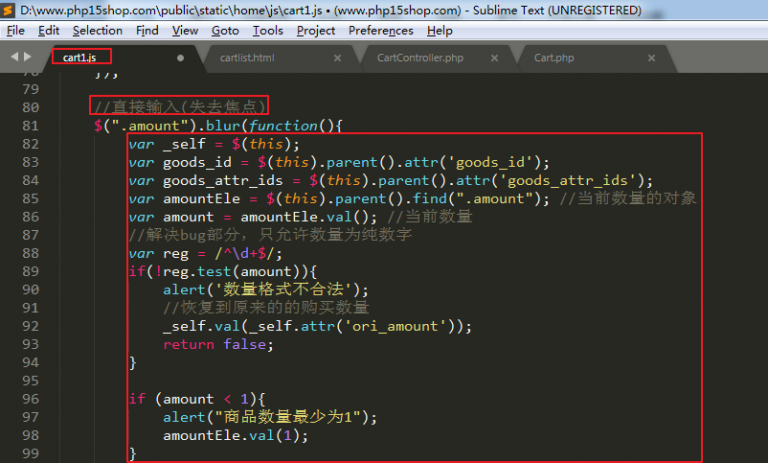 D:\www.php15shop.com\public\static\home\js\cart1.js • (www.php15shop.com) - Sublime Text (UNREGISTERED)
File Edit Selection Find View Goto Tools Project Preferences Help
cart1.js cartlist.html CartController.php Cart.php
78 });
79
80 //直接输入(失去焦点)
81 $(".amount").blur(function(){
82 var _self = $(this);
83 var goods_id = $(this).parent().attr('goods_id');
84 var goods_attr_ids = $(this).parent().attr('goods_attr_ids');
85 var amountEle = $(this).parent().find(".amount"); //当前数量的对象
86 var amount = amountEle.val(); //当前数量
87 //解决bug部分，只允许数量为纯数字
88 var reg = /^\d+$/;
89 if(!reg.test(amount)){
90 alert('数量格式不合法');
91 //恢复到原来的的购买数量
92 _self.val(_self.attr('ori_amount'));
93 return false;
94 }
95
96 if (amount < 1){
97 alert("商品数量最少为1");
98 amountEle.val(1);
99 }